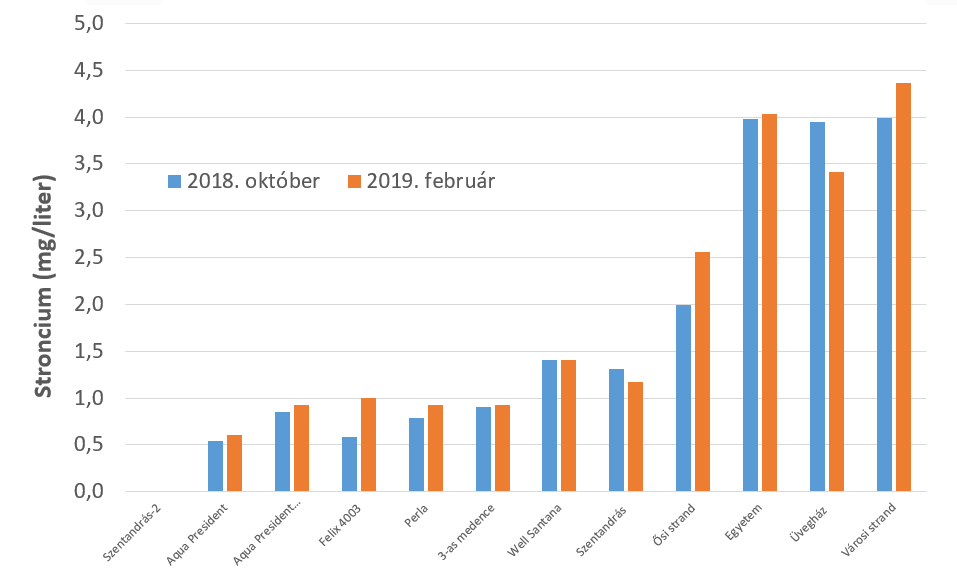 5,0
4,5
4,0
3,5
3,0
2,5
2,0
1,5
1,0
0,5
0,0
Stroncium (mg/liter)
2018. október
2019. február
Szentandrás-2
Aqua President
Aqua President...
Felix 4003
Perla
3-as medence
Well Santana
Szentandrás
Ősi strand
Egyetem
Üvegház
Városi strand